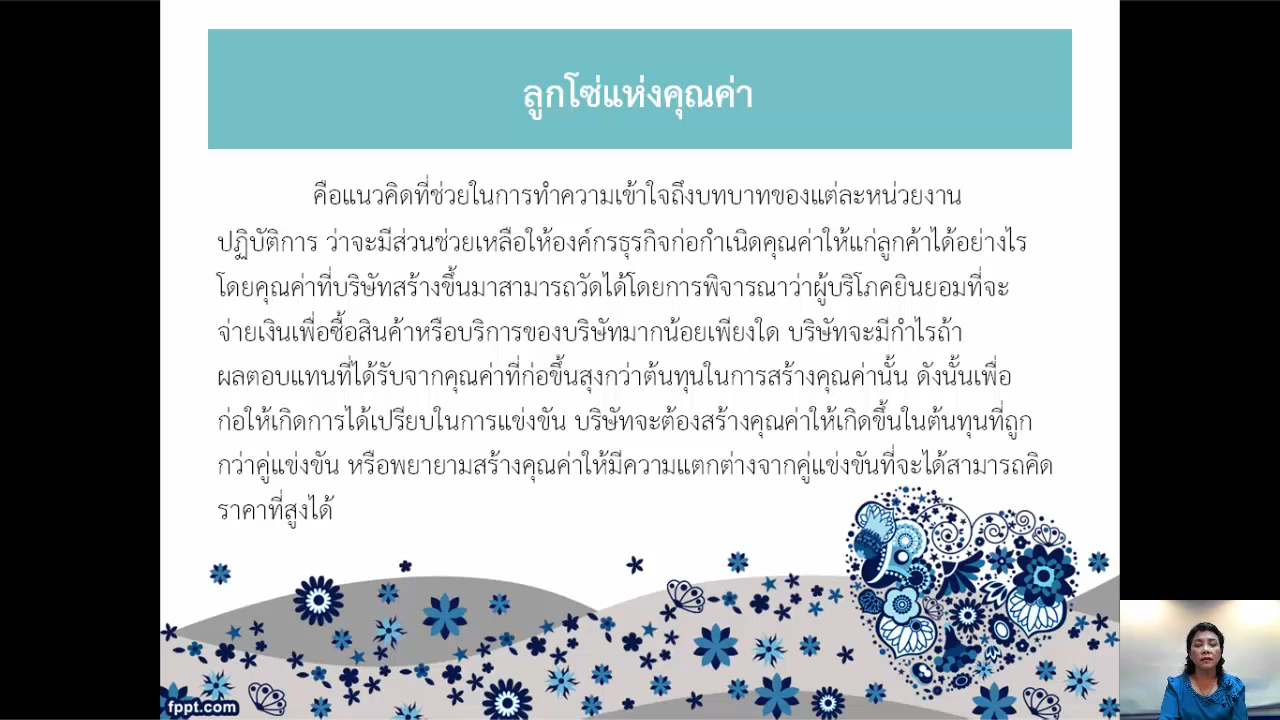 ลูกโซ่แห่งคุณค่า
คือแนวคิดที่ช่วยในการทำความเข้าใจถึงบทบาทของแต่ละหน่วยงาน
ปฏิบัติการ ว่าจะมีส่วนช่วยเหลือให้องค์กรธุรกิจก่อกำเนิดคุณค่าให้แก่ลูกค้าได้อย่างไร
โดยคุณค่าที่บริษัทสร้างขึ้นมาสามารถวัดได้โดยการพิจารณาว่าผู้บริโภคยินยอมที่จะ
จ่ายเงินเพื่อซื้อสินค้าหรือบริการของบริษัทมากน้อยเพียงใด บริษัทจะมีกำไรถ้า
ผลตอบแทนที่ได้รับจากคุณค่าที่ก่อขึ้นสุงกว่าต้นทุนในการสร้างคุณค่านั้น ดังนั้นเพื่อ
ก่อให้เกิดการได้เปรียบในการแข่งขัน บริษัทจะต้องสร้างคุณค่าให้เกิดขึ้นในต้นทุนที่ถูก
กว่าคู่แข่งขัน หรือพยายามสร้างคุณค่าให้มีความแตกต่างจากคู่แข่งขันที่จะได้สามารถคิด
ราคาที่สูงได้
fppt.com